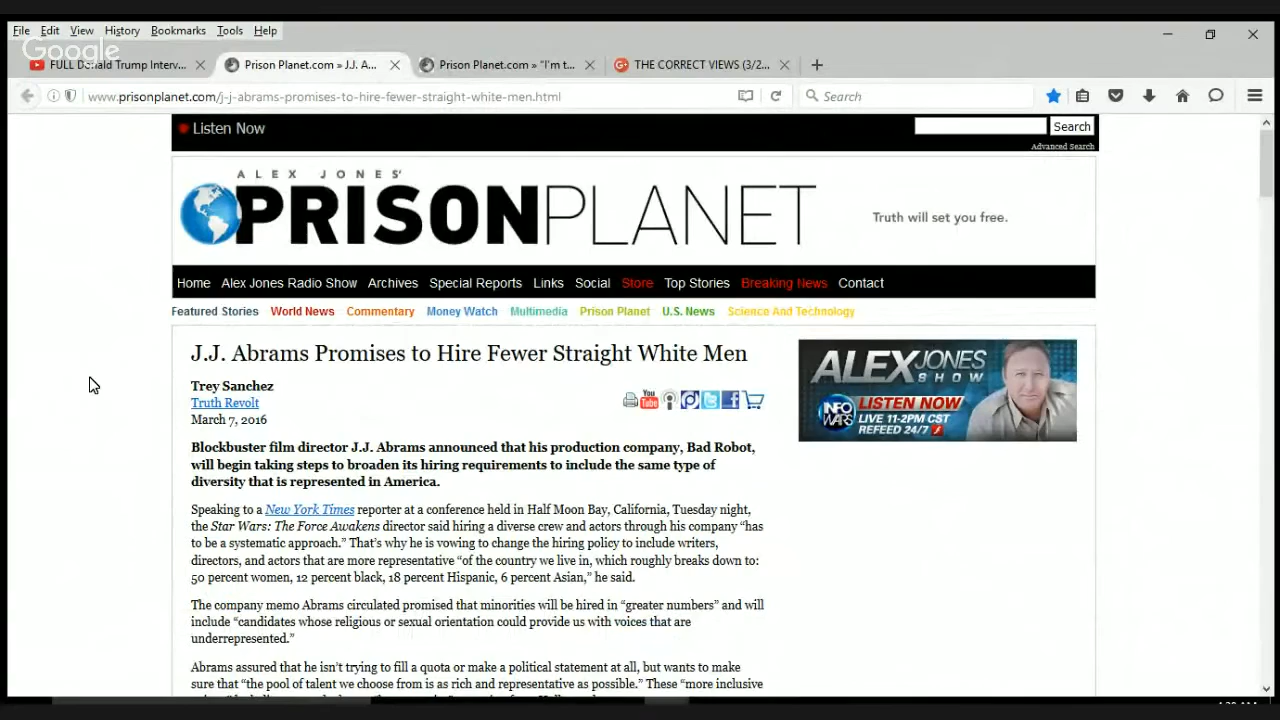 File Edit View History Bookmarks Tools Help
Google
FULL Donald Trump Interv...
Prison Planet.com » J.J. A...
Prison Planet.com » "I'm t...
THE CORRECT VIEWS (3/2...
www.prisonplanet.com/j-j-abrams-promises-to-hire-fewer-straight-white-men.html
Search
Listen Now
Search
Advanced Search
ALEX JONES'
PRISONPLANET
Truth will set you free.
Home Alex Jones Radio Show Archives Special Reports Links Social Store Top Stories Breaking News Contact
Featured Stories World News Commentary Money Watch Multimedia Prison Planet U.S. News Science And Technology
J.J. Abrams Promises to Hire Fewer Straight White Men
Trey Sanchez
Truth Revolt
March 7, 2016
You Tube
ALEX JONES
SHOW
INFO WARS
LISTEN NOW
LIVE 11-2PM CST
REFEED 24/7
Blockbuster film director J.J. Abrams announced that his production company, Bad Robot,
will begin taking steps to broaden its hiring requirements to include the same type of
diversity that is represented in America.
Speaking to a New York Times reporter at a conference held in Half Moon Bay, California, Tuesday night,
the Star Wars: The Force Awakens director said hiring a diverse crew and actors through his company “has
to be a systematic approach.” That’s why he is vowing to change the hiring policy to include writers,
directors, and actors that are more representative “of the country we live in, which roughly breaks down to:
50 percent women, 12 percent black, 18 percent Hispanic, 6 percent Asian,” he said.
The company memo Abrams circulated promised that minorities will be hired in “greater numbers” and will
include “candidates whose religious or sexual orientation could provide us with voices that are
underrepresented.”
Abrams assured that he isn’t trying to fill a quota or make a political statement at all, but wants to make
sure that “the pool of talent we choose from is as rich and representative as possible.” These “more inclusive